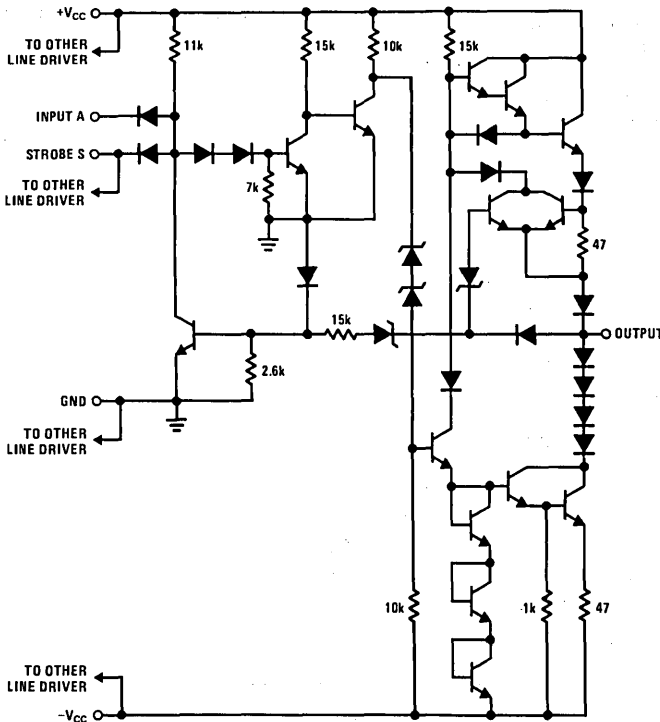 +VCC
TO OTHER
LINE DRIVER
11k
15k
10k
15k
INPUT A
STROBE S
TO OTHER
LINE DRIVER
7k
47
15k
OUTPUT
2.6k
GND
TO OTHER
LINE DRIVER
10k
1k
47
TO OTHER
LINE DRIVER
-VCC